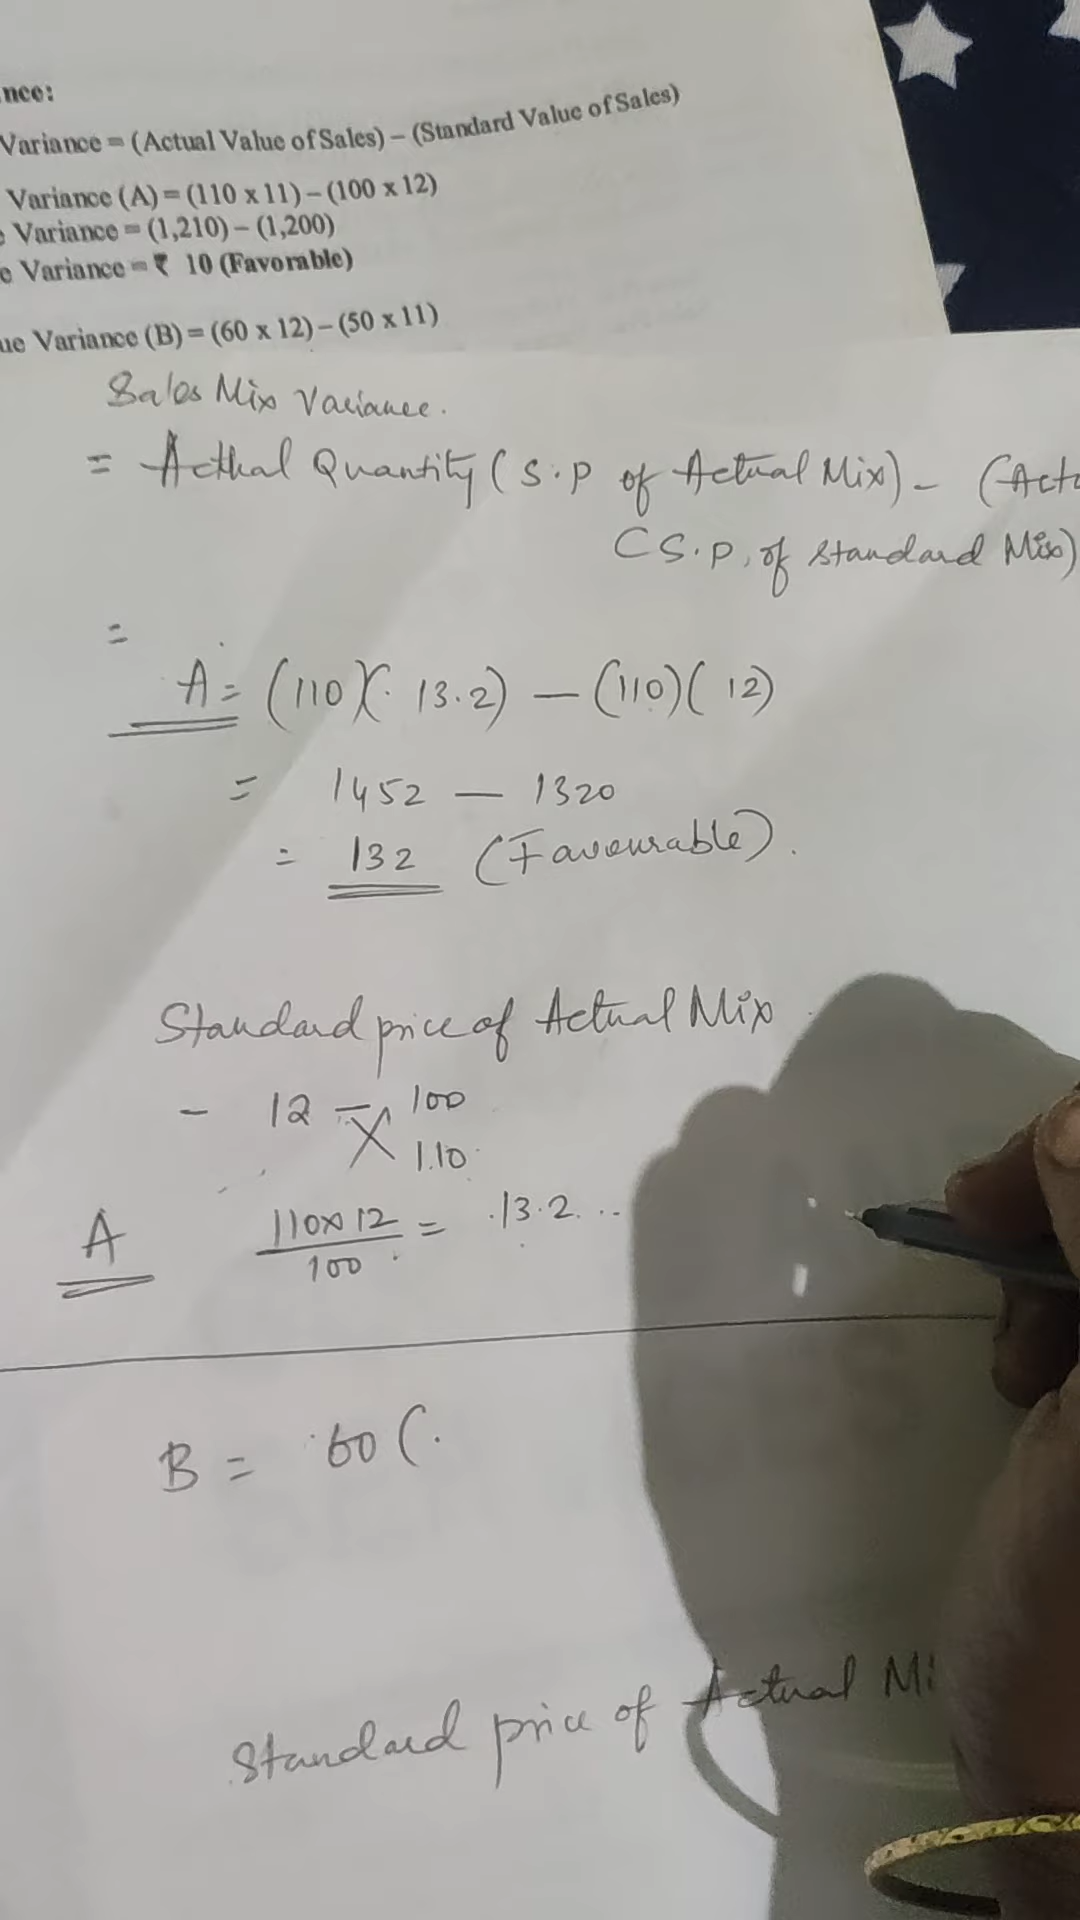 nce:
Variance = (Actual Value of Sales) – (Standard Value of Sales)
Variance (A) = (110 x 11) – (100 x 12)
e Variance = (1,210) – (1,200)
e Variance = ₹ 10 (Favorable)
ue Variance (B) = (60 x 12) – (50 x 11)
Sales Mix Variance.
= Acthal Quantity ( S.P of Actual Mix) – (Actu
C S.P. of standard Mix)
=
A = (110)( 13.2) – (110)( 12)
= 1452 – 1320
= 132 (Favourable).
Standard price of Actual Mix
– 12 – 100
X 110
A 110x12 = 13.2...
100
B = 60 (.
Standard price of Actual Mi